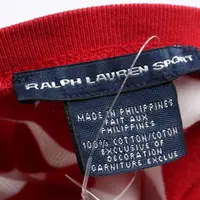 RALPH LAUREN SPORT
MADE IN PHILIPPINES
FAIT AUX
PHILIPPINES
100% COTTON/COTON
EXCLUSIVE OF
DECORATION
GARNITURE EXCLUE